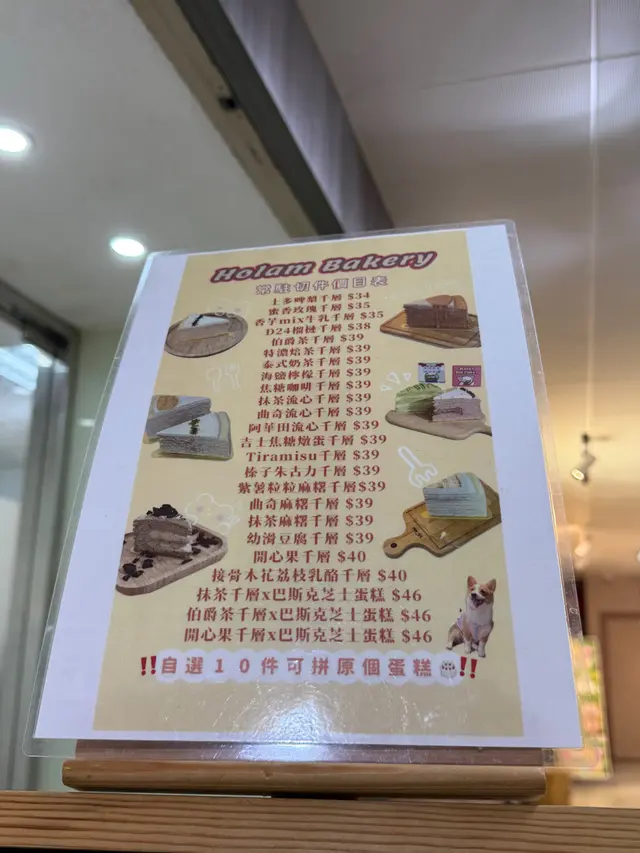 Holam Bakery
常駐切件價目表
士多啤梨千層 $34
蜜香玫瑰千層 $35
香芋mix牛乳千層 $35
D24榴槤千層 $38
伯爵茶千層 $39
特濃焙茶千層 $39
泰式奶茶千層 $39
海鹽檸檬千層 $39
焦糖咖啡千層 $39
抹茶流心千層 $39
曲奇流心千層 $39
阿華田流心千層 $39
吉士焦糖燉蛋千層 $39
Tiramisu千層 $39
榛子朱古力千層 $39
紫薯粒粒麻糬千層$39
曲奇麻糬千層 $39
抹茶麻糬千層 $39
幼滑豆腐千層 $39
開心果千層 $40
接骨木花荔枝乳酪千層 $40
抹茶千層x巴斯克芝士蛋糕 $46
伯爵茶千層x巴斯克芝士蛋糕 $46
開心果千層x巴斯克芝士蛋糕 $46
‼自選10件可拼原個蛋糕‼